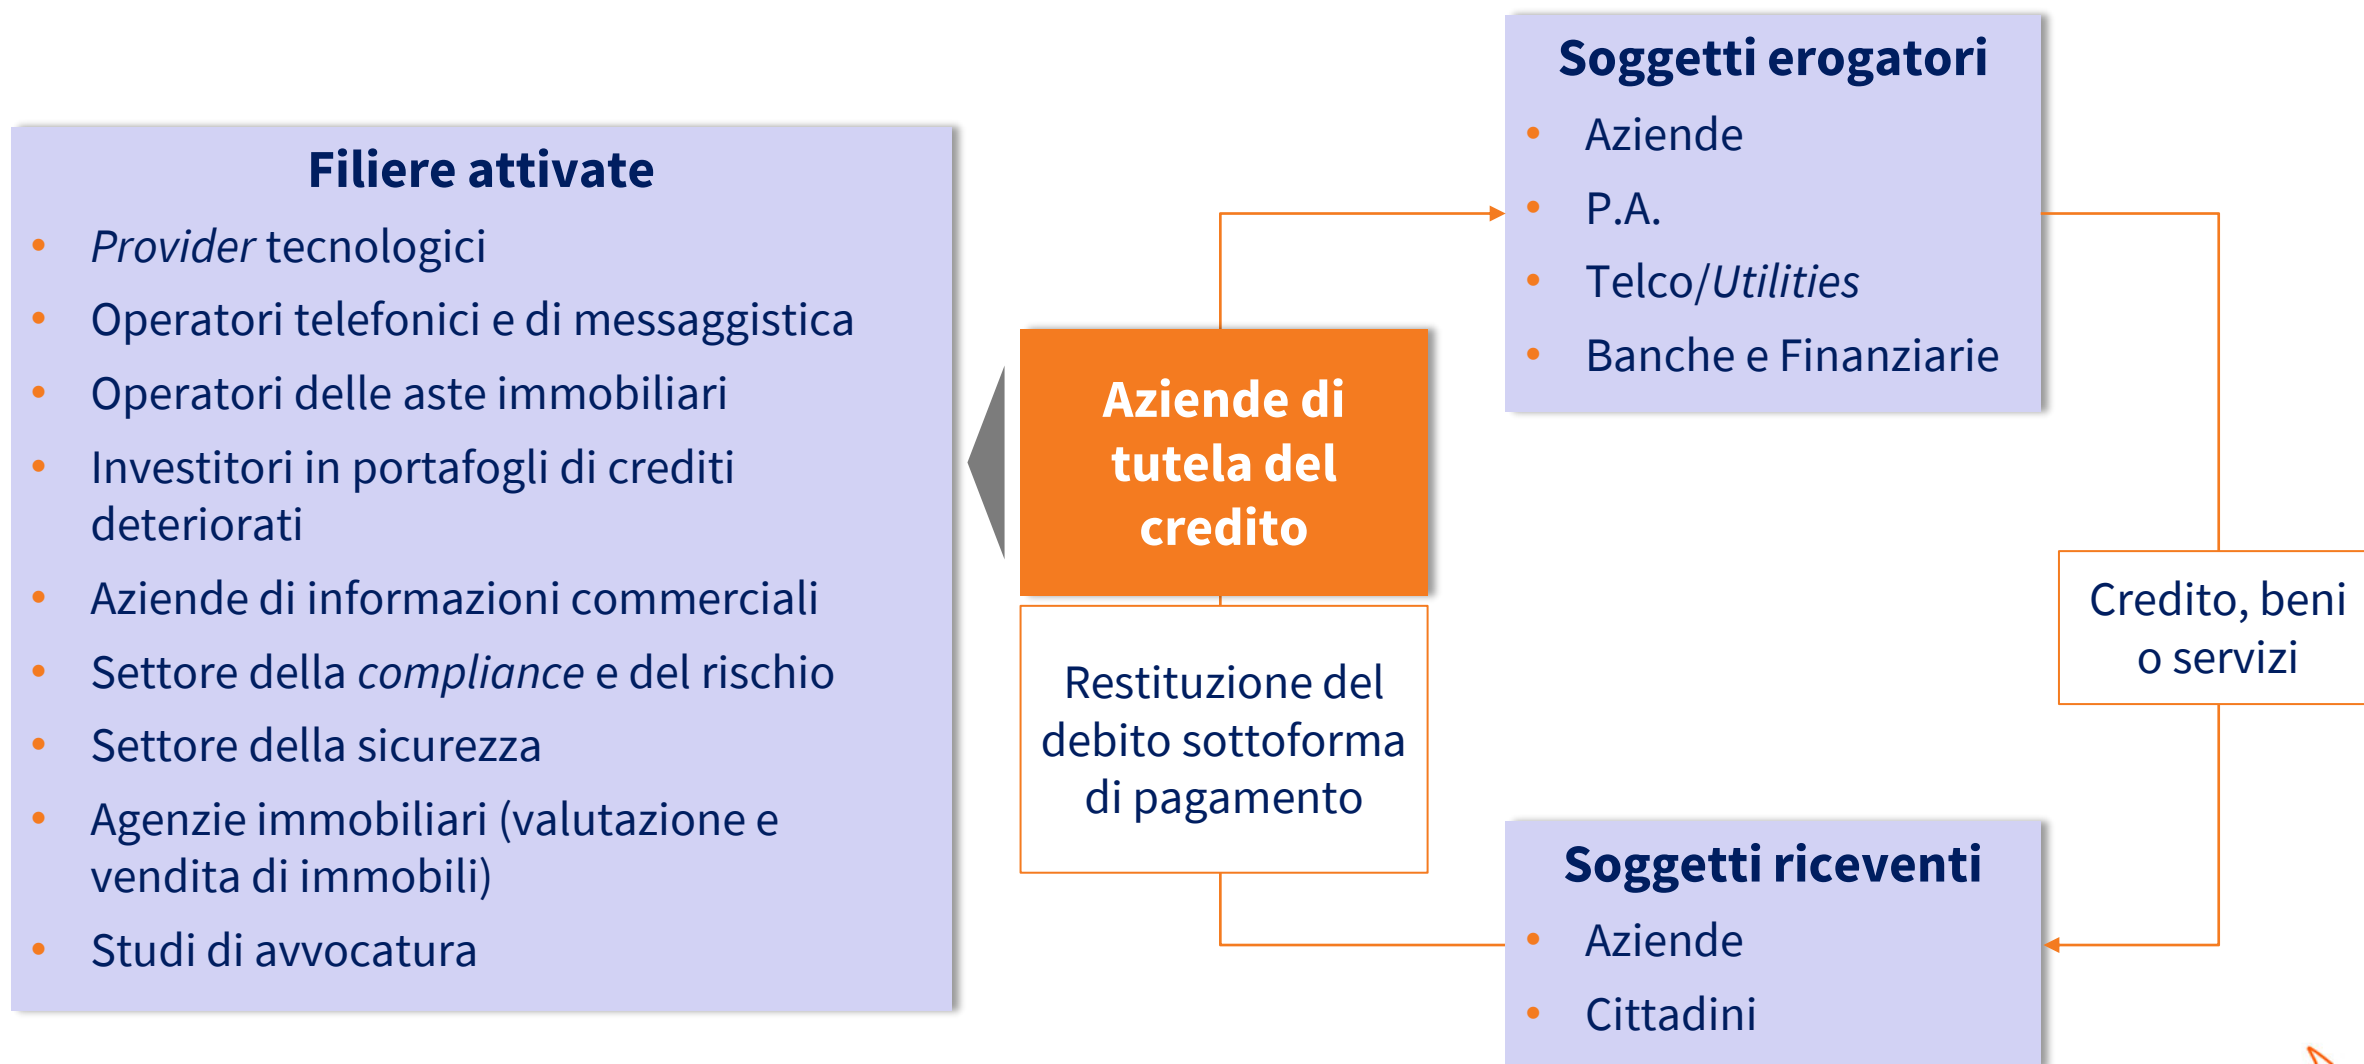 Filiere attivate
• Provider tecnologici
• Operatori telefonici e di messaggistica
• Operatori delle aste immobiliari
• Investitori in portafogli di crediti
deteriorati
• Aziende di informazioni commerciali
• Settore della compliance e del rischio
• Settore della sicurezza
• Agenzie immobiliari (valutazione e
vendita di immobili)
• Studi di avvocatura
Aziende di
tutela del
credito
Restituzione del
debito sottoforma
di pagamento
Soggetti erogatori
• Aziende
• P.A.
• Telco/Utilities
• Banche e Finanziarie
Credito, beni
o servizi
Soggetti riceventi
• Aziende
• Cittadini